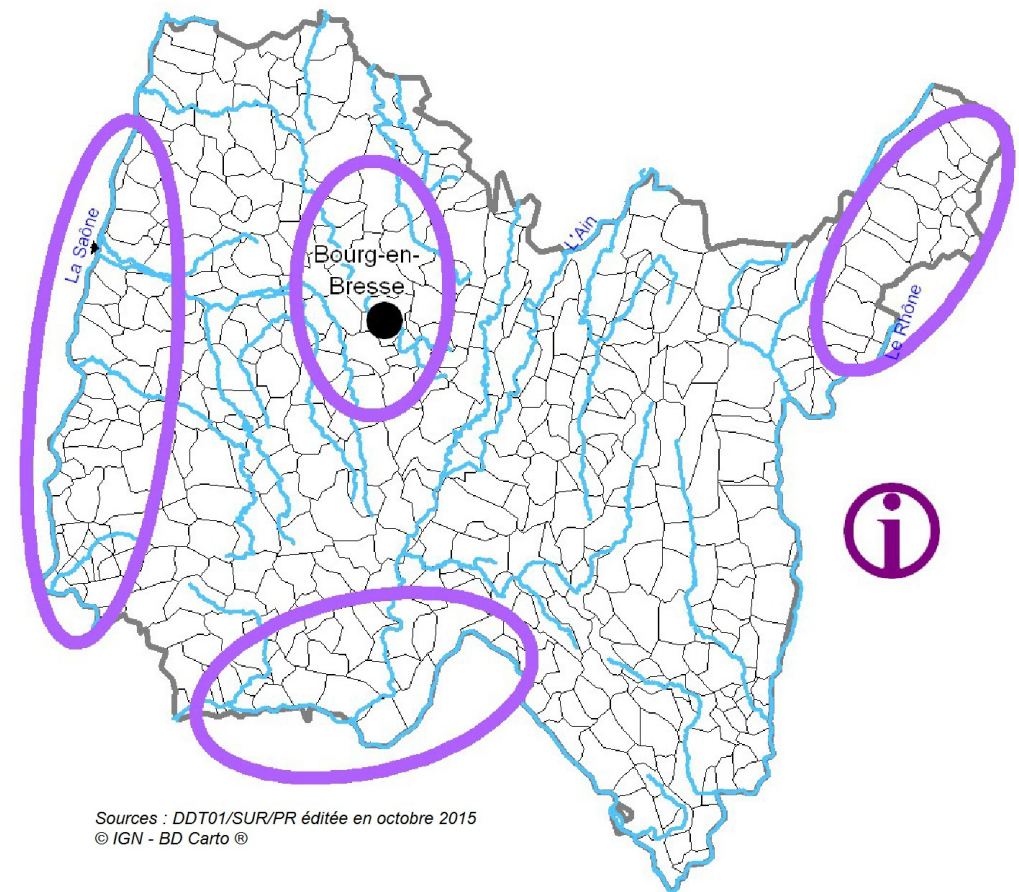 La Saône
L'Ain
Bourg-en-
Bresse
Le Rhône
i
Sources : DDT01/SUR/PR éditée en octobre 2015
© IGN - BD Carto ®